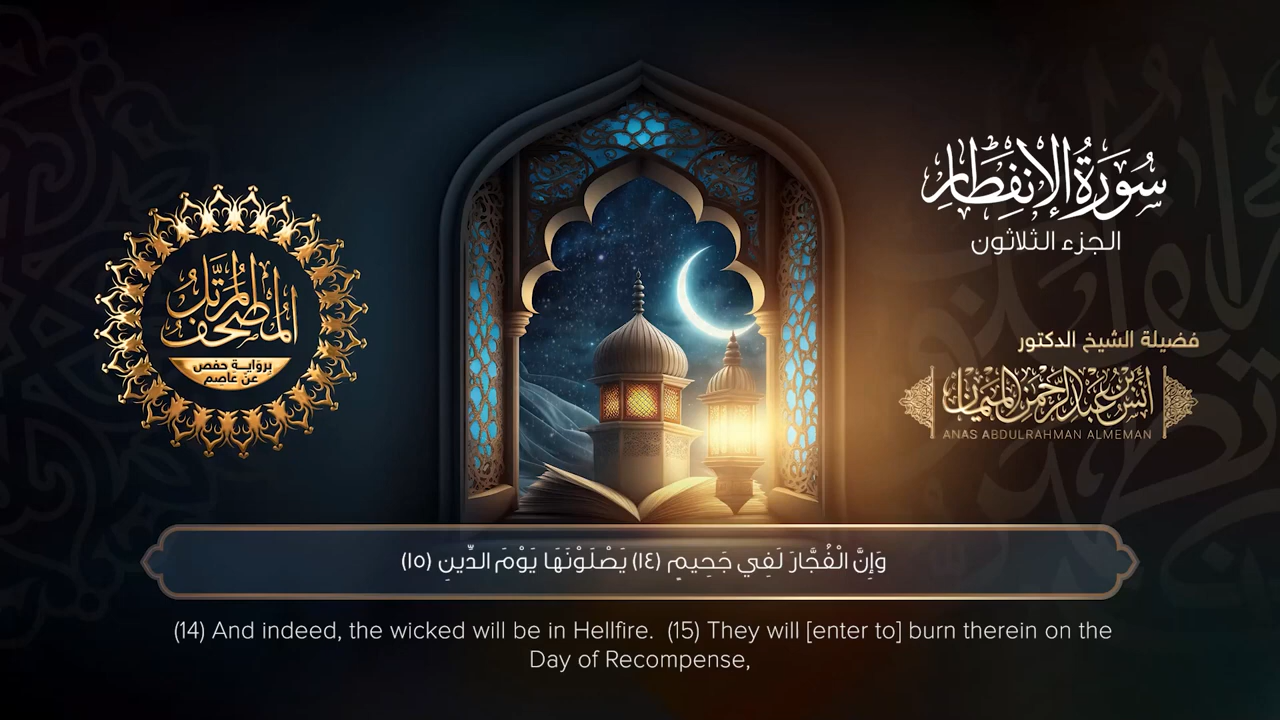 سُورَةُ الإِنفِطَار
الجزء الثلاثون
المصحف المرتل
برواية حفص
عن عاصم
فضيلة الشيخ الدكتور
أنس بن عبد الرحمن الميمان
ANAS ABDULRAHMAN ALMEMAN
وَإِنَّ الْفُجَّارَ لَفِي جَحِيمٍ (١٤) يَصْلَوْنَهَا يَوْمَ الدِّينِ (١٥)
(14) And indeed, the wicked will be in Hellfire. (15) They will [enter to] burn therein on the
Day of Recompense,